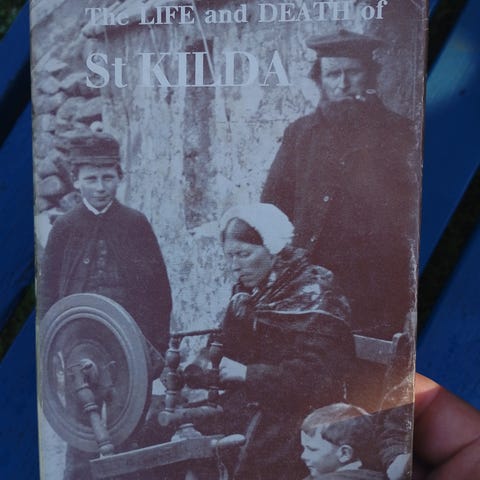 The LIFE and DEATH of
St KILDA